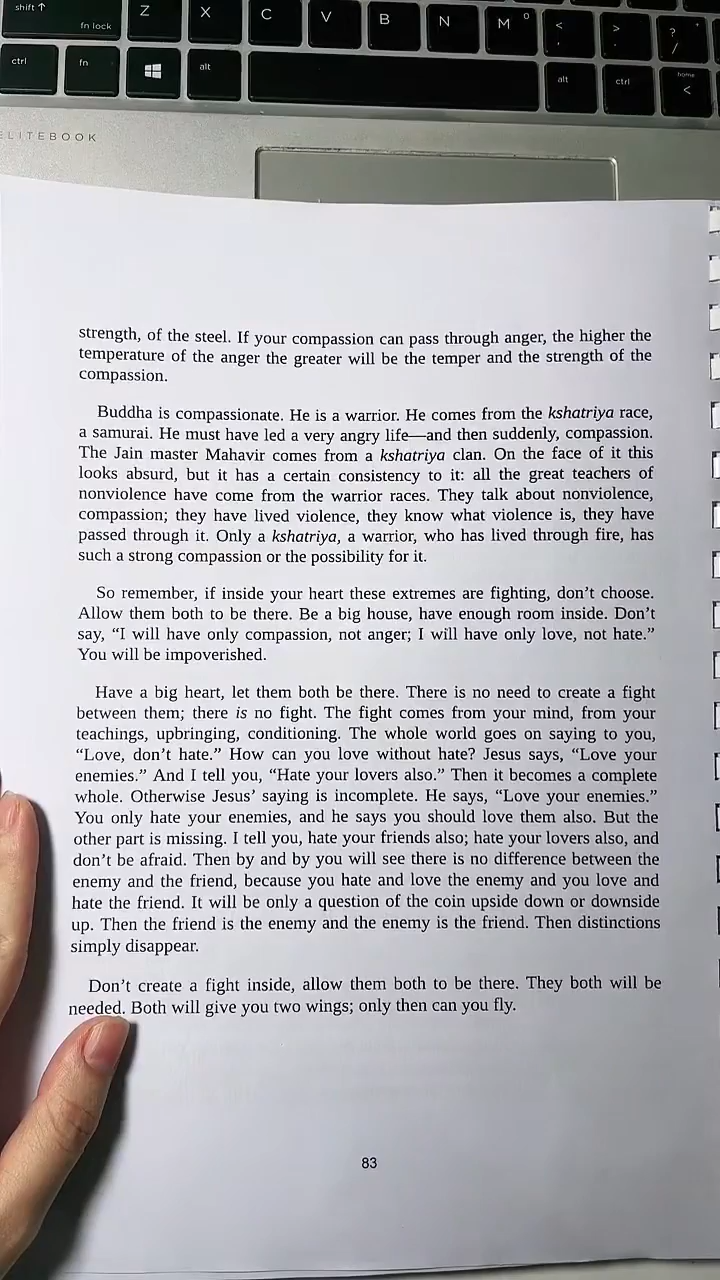 shift ↑ Z X C V B N M < > ?
fn lock , . /
ctrl fn alt alt ctrl home
<
ELITEBOOK
strength, of the steel. If your compassion can pass through anger, the higher the
temperature of the anger the greater will be the temper and the strength of the
compassion.
Buddha is compassionate. He is a warrior. He comes from the kshatriya race,
a samurai. He must have led a very angry life—and then suddenly, compassion.
The Jain master Mahavir comes from a kshatriya clan. On the face of it this
looks absurd, but it has a certain consistency to it: all the great teachers of
nonviolence have come from the warrior races. They talk about nonviolence,
compassion; they have lived violence, they know what violence is, they have
passed through it. Only a kshatriya, a warrior, who has lived through fire, has
such a strong compassion or the possibility for it.
So remember, if inside your heart these extremes are fighting, don’t choose.
Allow them both to be there. Be a big house, have enough room inside. Don’t
say, “I will have only compassion, not anger; I will have only love, not hate.”
You will be impoverished.
Have a big heart, let them both be there. There is no need to create a fight
between them; there is no fight. The fight comes from your mind, from your
teachings, upbringing, conditioning. The whole world goes on saying to you,
“Love, don’t hate.” How can you love without hate? Jesus says, “Love your
enemies.” And I tell you, “Hate your lovers also.” Then it becomes a complete
whole. Otherwise Jesus’ saying is incomplete. He says, “Love your enemies.”
You only hate your enemies, and he says you should love them also. But the
other part is missing. I tell you, hate your friends also; hate your lovers also, and
don’t be afraid. Then by and by you will see there is no difference between the
enemy and the friend, because you hate and love the enemy and you love and
hate the friend. It will be only a question of the coin upside down or downside
up. Then the friend is the enemy and the enemy is the friend. Then distinctions
simply disappear.
Don’t create a fight inside, allow them both to be there. They both will be
needed. Both will give you two wings; only then can you fly.
83